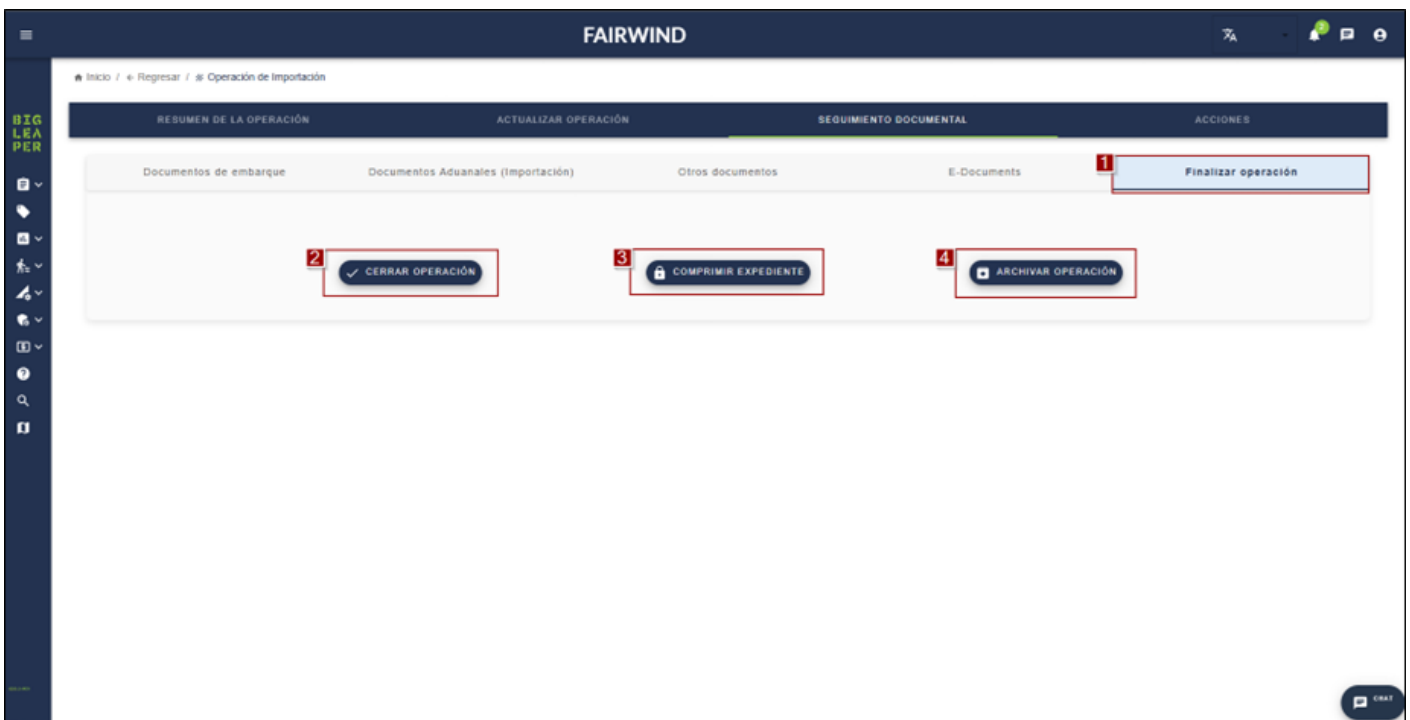 FAIRWIND
2
Inicio / Regresar / Operación de Importación
BIG
LEA
PER
RESUMEN DE LA OPERACIÓN
ACTUALIZAR OPERACIÓN
SEGUIMIENTO DOCUMENTAL
ACCIONES
Documentos de embarque
Documentos Aduanales (Importación)
Otros documentos
E-Documents
1
Finalizar operación
2
CERRAR OPERACIÓN
3
COMPRIMIR EXPEDIENTE
4
ARCHIVAR OPERACIÓN
CHAT